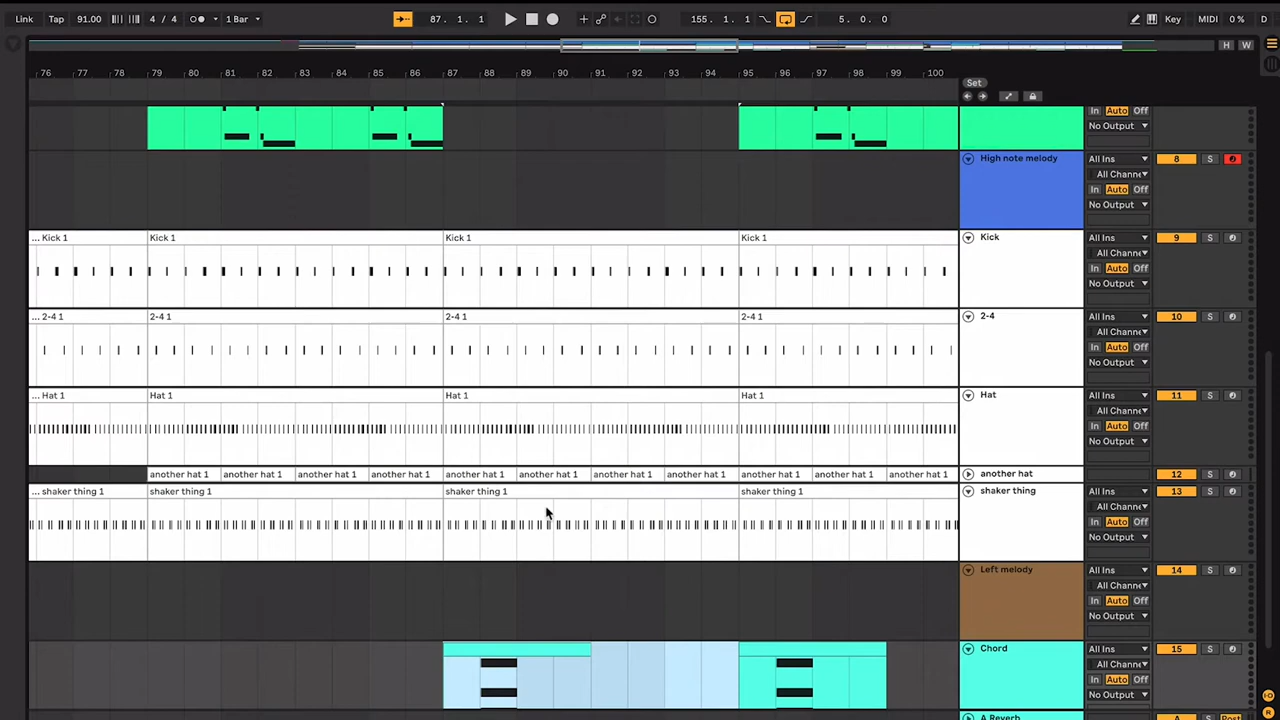 Link Tap 91.00 4 / 4 1 Bar 87. 1. 1 155. 1. 1 5. 0. 0 Key MIDI 0 % D
H W
76 77 78 79 80 81 82 83 84 85 86 87 88 89 90 91 92 93 94 95 96 97 98 99 100
Set
In Auto Off
No Output
High note melody All Ins 8 S
All Channe
In Auto Off
No Output
... Kick 1 Kick 1 Kick 1 Kick 1 Kick All Ins 9 S
All Channe
In Auto Off
No Output
... 2-4 1 2-4 1 2-4 1 2-4 1 2-4 All Ins 10 S
All Channe
In Auto Off
No Output
... Hat 1 Hat 1 Hat 1 Hat 1 Hat All Ins 11 S
All Channe
In Auto Off
No Output
another hat 1 another hat 1 another hat 1 another hat 1 another hat 1 another hat 1 another hat 1 another hat 1 another hat 1 another hat 1 another hat 1 another hat 12 S
... shaker thing 1 shaker thing 1 shaker thing 1 shaker thing 1 shaker thing All Ins 13 S
All Channe
In Auto Off
No Output
Left melody All Ins 14 S
All Channe
In Auto Off
No Output
Chord All Ins 15 S
All Channe
In Auto Off
No Output
A Reverb A S Post